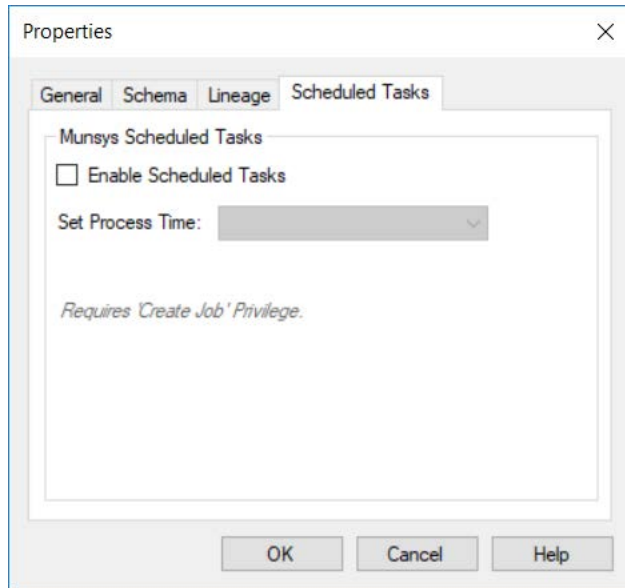 Properties
General Schema Lineage Scheduled Tasks
Munsys Scheduled Tasks
Enable Scheduled Tasks
Set Process Time:
Requires 'Create Job' Privilege.
OK Cancel Help